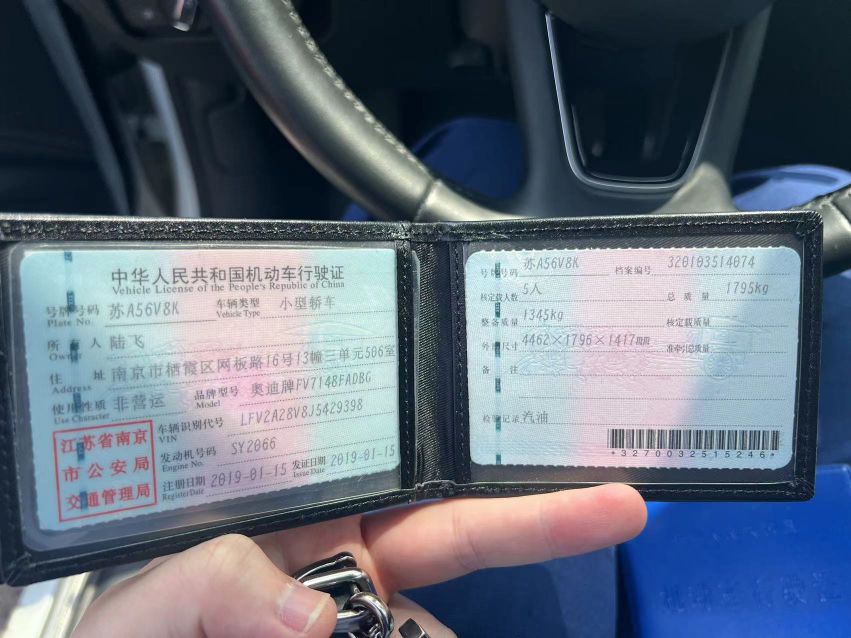 中华人民共和国机动车行驶证
Vehicle License of the People's Republic of China
号牌号码 苏A56V8K 车辆类型 小型轿车
Plate No. Vehicle Type
所有人 陆飞
Owner
住址 南京市栖霞区网板路16号13幢三单元506室
Address
使用性质 非营运 品牌型号 奥迪牌FV7148FADBG
Use Character Model
江苏省南京
市公安局
交通管理局
车辆识别代号 LFV2A28V8J5429398
VIN
发动机号码 SY2066
Engine No.
注册日期 2019-01-15 发证日期 2019-01-15
Register Date Issue Date
号牌号码 苏A56V8K 档案编号 320103514074
核定载人数 5人 总质量 1795kg
整备质量 1345kg 核定载质量
外廓尺寸 4462×1796×1417 准牵引总质量
备注
检验记录 汽油
*3270032515246*